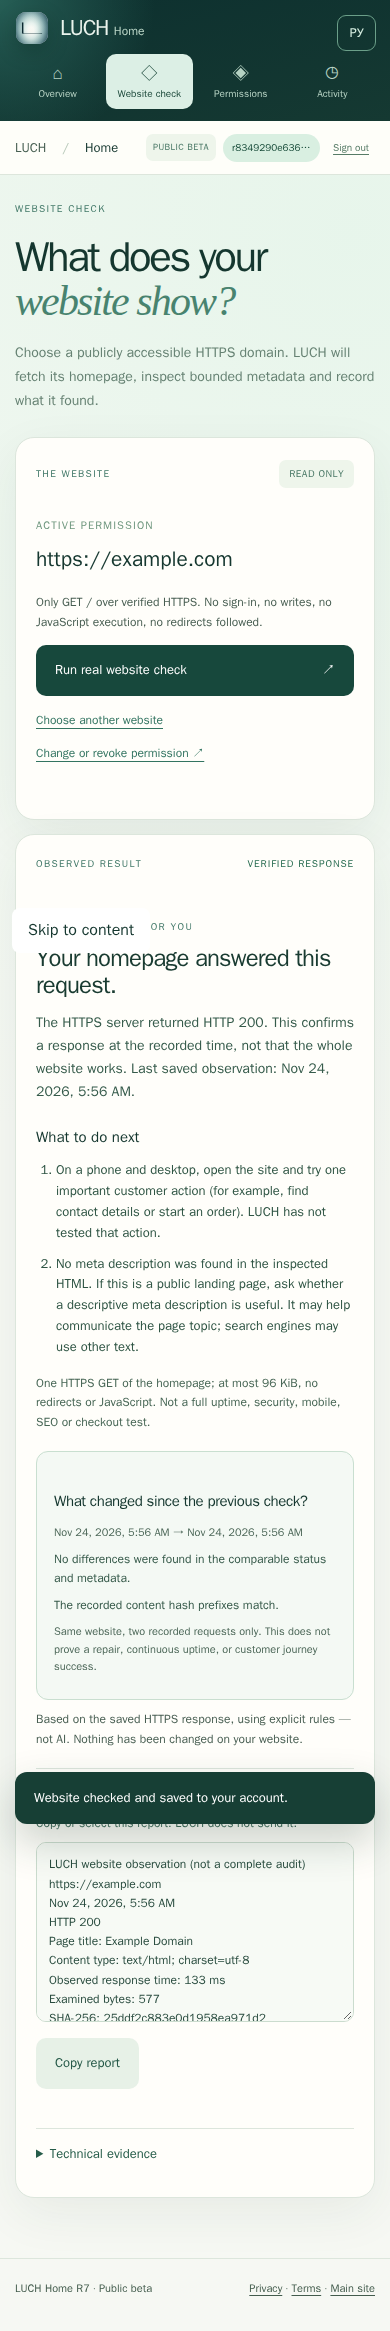 LUCH Home
РУ
Overview
Website check
Permissions
Activity
LUCH / Home
PUBLIC BETA
r8349290e636…
Sign out
WEBSITE CHECK
What does your
website show?
Choose a publicly accessible HTTPS domain. LUCH will
fetch its homepage, inspect bounded metadata and record
what it found.
THE WEBSITE
READ ONLY
ACTIVE PERMISSION
https://example.com
Only GET / over verified HTTPS. No sign-in, no writes, no
JavaScript execution, no redirects followed.
Run real website check ↗
Choose another website
Change or revoke permission ↗
OBSERVED RESULT
VERIFIED RESPONSE
Skip to content
OR YOU
Your homepage answered this
request.
The HTTPS server returned HTTP 200. This confirms
a response at the recorded time, not that the whole
website works. Last saved observation: Nov 24,
2026, 5:56 AM.
What to do next
1. On a phone and desktop, open the site and try one
important customer action (for example, find
contact details or start an order). LUCH has not
tested that action.
2. No meta description was found in the inspected
HTML. If this is a public landing page, ask whether
a descriptive meta description is useful. It may help
communicate the page topic; search engines may
use other text.
One HTTPS GET of the homepage; at most 96 KiB, no
redirects or JavaScript. Not a full uptime, security, mobile,
SEO or checkout test.
What changed since the previous check?
Nov 24, 2026, 5:56 AM → Nov 24, 2026, 5:56 AM
No differences were found in the comparable status
and metadata.
The recorded content hash prefixes match.
Same website, two recorded requests only. This does not
prove a repair, continuous uptime, or customer journey
success.
Based on the saved HTTPS response, using explicit rules —
not AI. Nothing has been changed on your website.
Website checked and saved to your account.
Copy or select this report. LUCH does not send it.
LUCH website observation (not a complete audit)
https://example.com
Nov 24, 2026, 5:56 AM
HTTP 200
Page title: Example Domain
Content type: text/html; charset=utf-8
Observed response time: 133 ms
Examined bytes: 577
SHA-256: 25ddf2c883e0d1958ea971d2
Copy report
Technical evidence
LUCH Home R7 · Public beta
Privacy · Terms · Main site